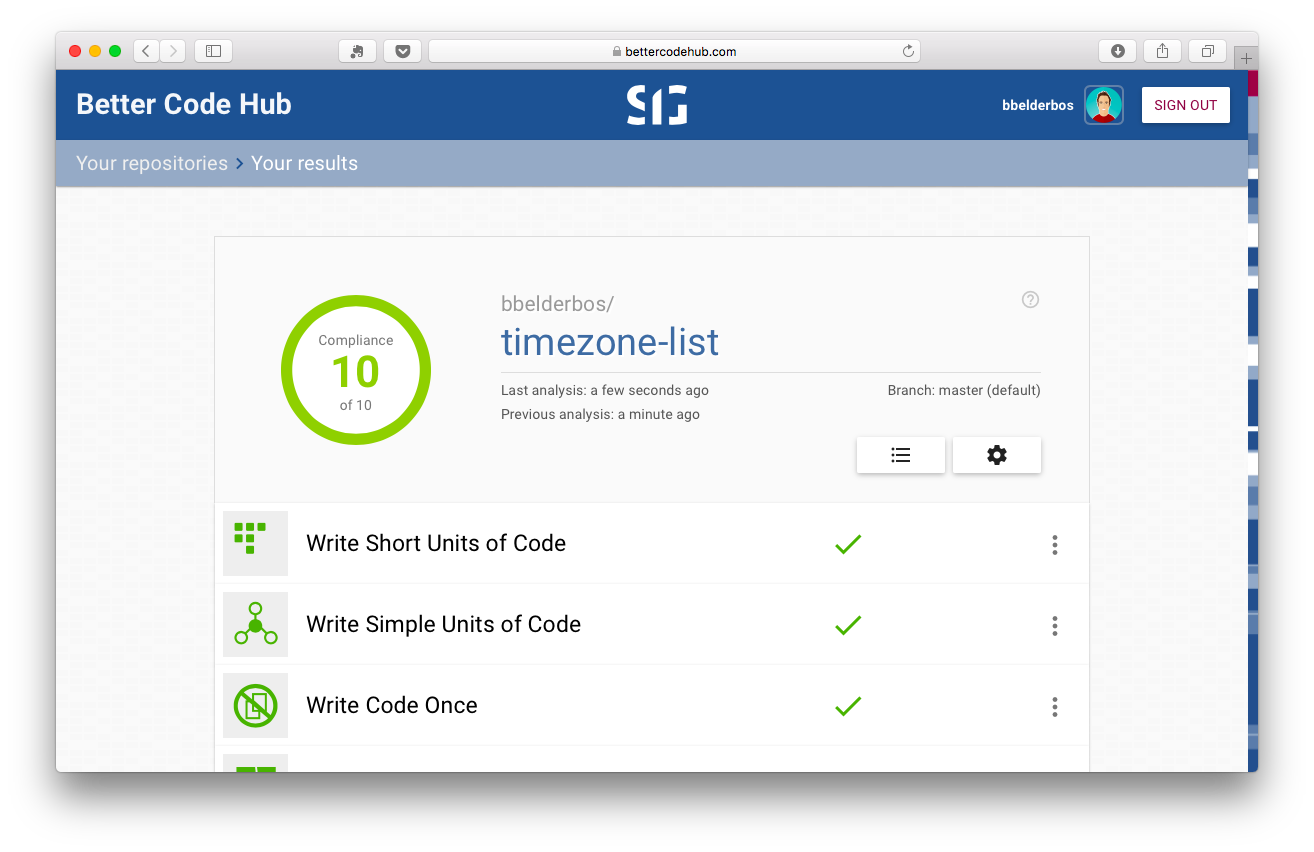 bettercodehub.com
Better Code Hub
SIG
bbelderbos
SIGN OUT
Your repositories > Your results
Compliance
10
of 10
bbelderbos/
timezone-list
Last analysis: a few seconds ago
Branch: master (default)
Previous analysis: a minute ago
Write Short Units of Code
Write Simple Units of Code
Write Code Once